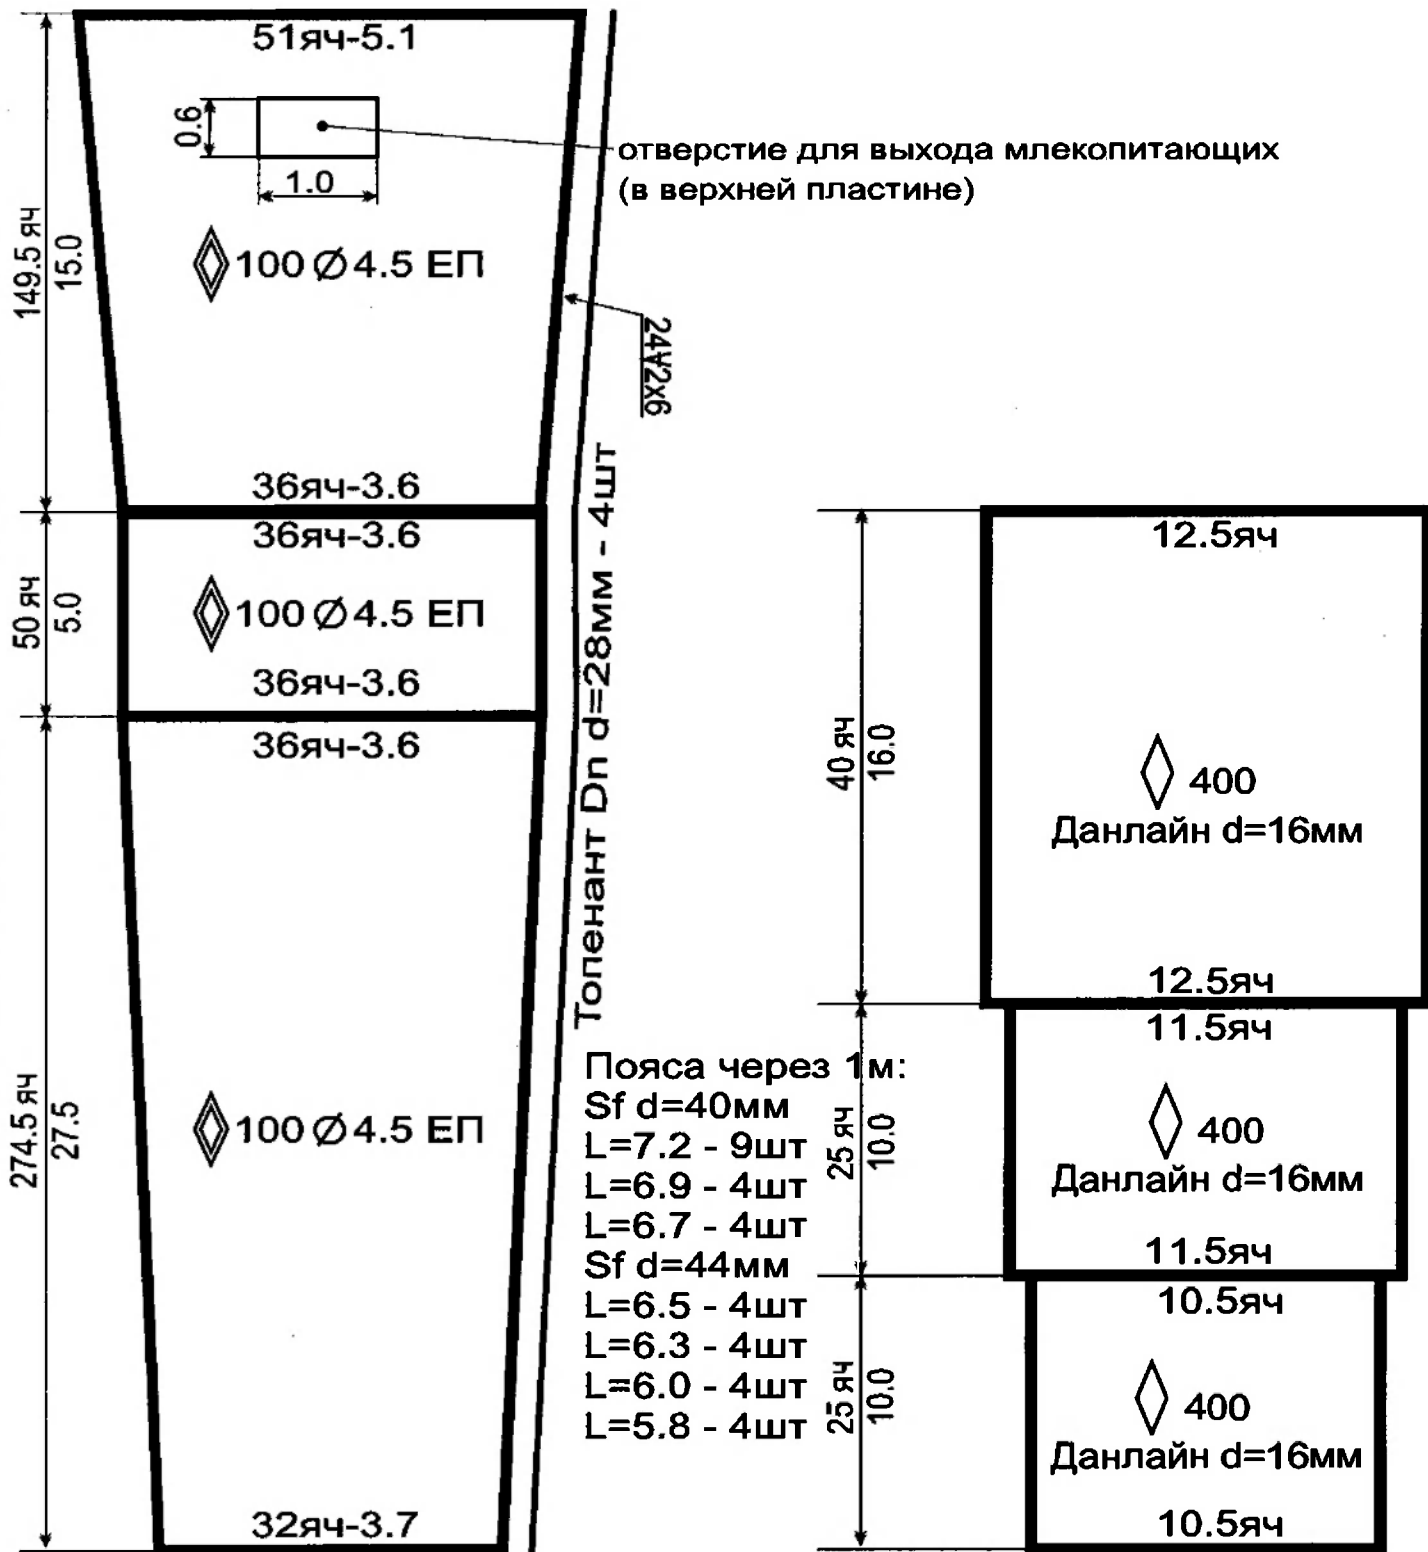 51яч-5.1
0.6
1.0
отверстие для выхода млекопитающих
(в верхней пластине)
149.5 яч
15.0
100 Ø 4.5 ЕП
36яч-3.6
36яч-3.6
50 яч
5.0
100 Ø 4.5 ЕП
36яч-3.6
36яч-3.6
274.5 яч
27.5
100 Ø 4.5 ЕП
32яч-3.7
Топенант Dn d=28мм - 4шт
Пояса через 1м:
Sf d=40мм
L=7.2 - 9шт
L=6.9 - 4шт
L=6.7 - 4шт
Sf d=44мм
L=6.5 - 4шт
L=6.3 - 4шт
L=6.0 - 4шт
L=5.8 - 4шт
12.5яч
40 яч
16.0
400
Данлайн d=16мм
12.5яч
11.5яч
25 яч
10.0
400
Данлайн d=16мм
11.5яч
10.5яч
25 яч
10.0
400
Данлайн d=16мм
10.5яч